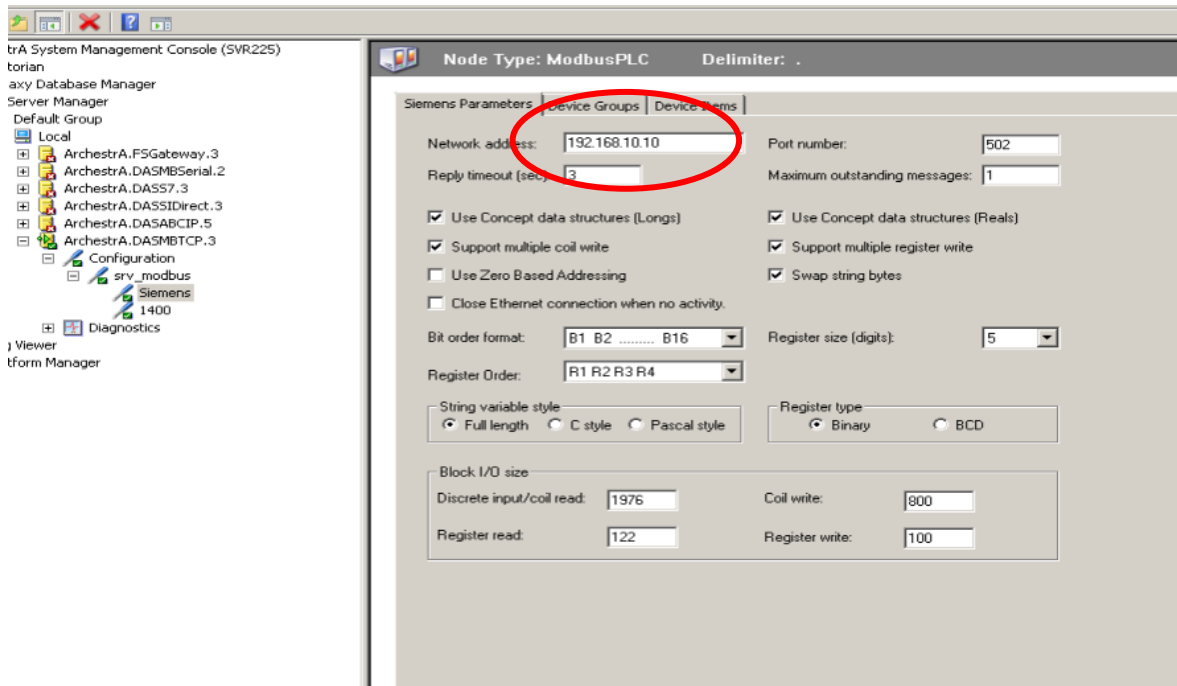 trA System Management Console (SVR225)
torian
axy Database Manager
Server Manager
Default Group
Local
ArchestrA.FSGateway.3
ArchestrA.DASMBSerial.2
ArchestrA.DASS7.3
ArchestrA.DASSIDirect.3
ArchestrA.DASABCIP.5
ArchestrA.DASMBTCP.3
Configuration
srv_modbus
Siemens
1400
Diagnostics
g Viewer
tform Manager
Node Type: ModbusPLC Delimiter: .
Siemens Parameters Device Groups Device Items
Network address: 192.168.10.10 Port number: 502
Reply timeout (sec) 3 Maximum outstanding messages: 1
Use Concept data structures (Longs) Use Concept data structures (Reals)
Support multiple coil write Support multiple register write
Use Zero Based Addressing Swap string bytes
Close Ethernet connection when no activity.
Bit order format: B1 B2 ......... B16 Register size (digits): 5
Register Order: R1 R2 R3 R4
String variable style Register type
Full length C style Pascal style Binary BCD
Block I/O size
Discrete input/coil read: 1976 Coil write: 800
Register read: 122 Register write: 100